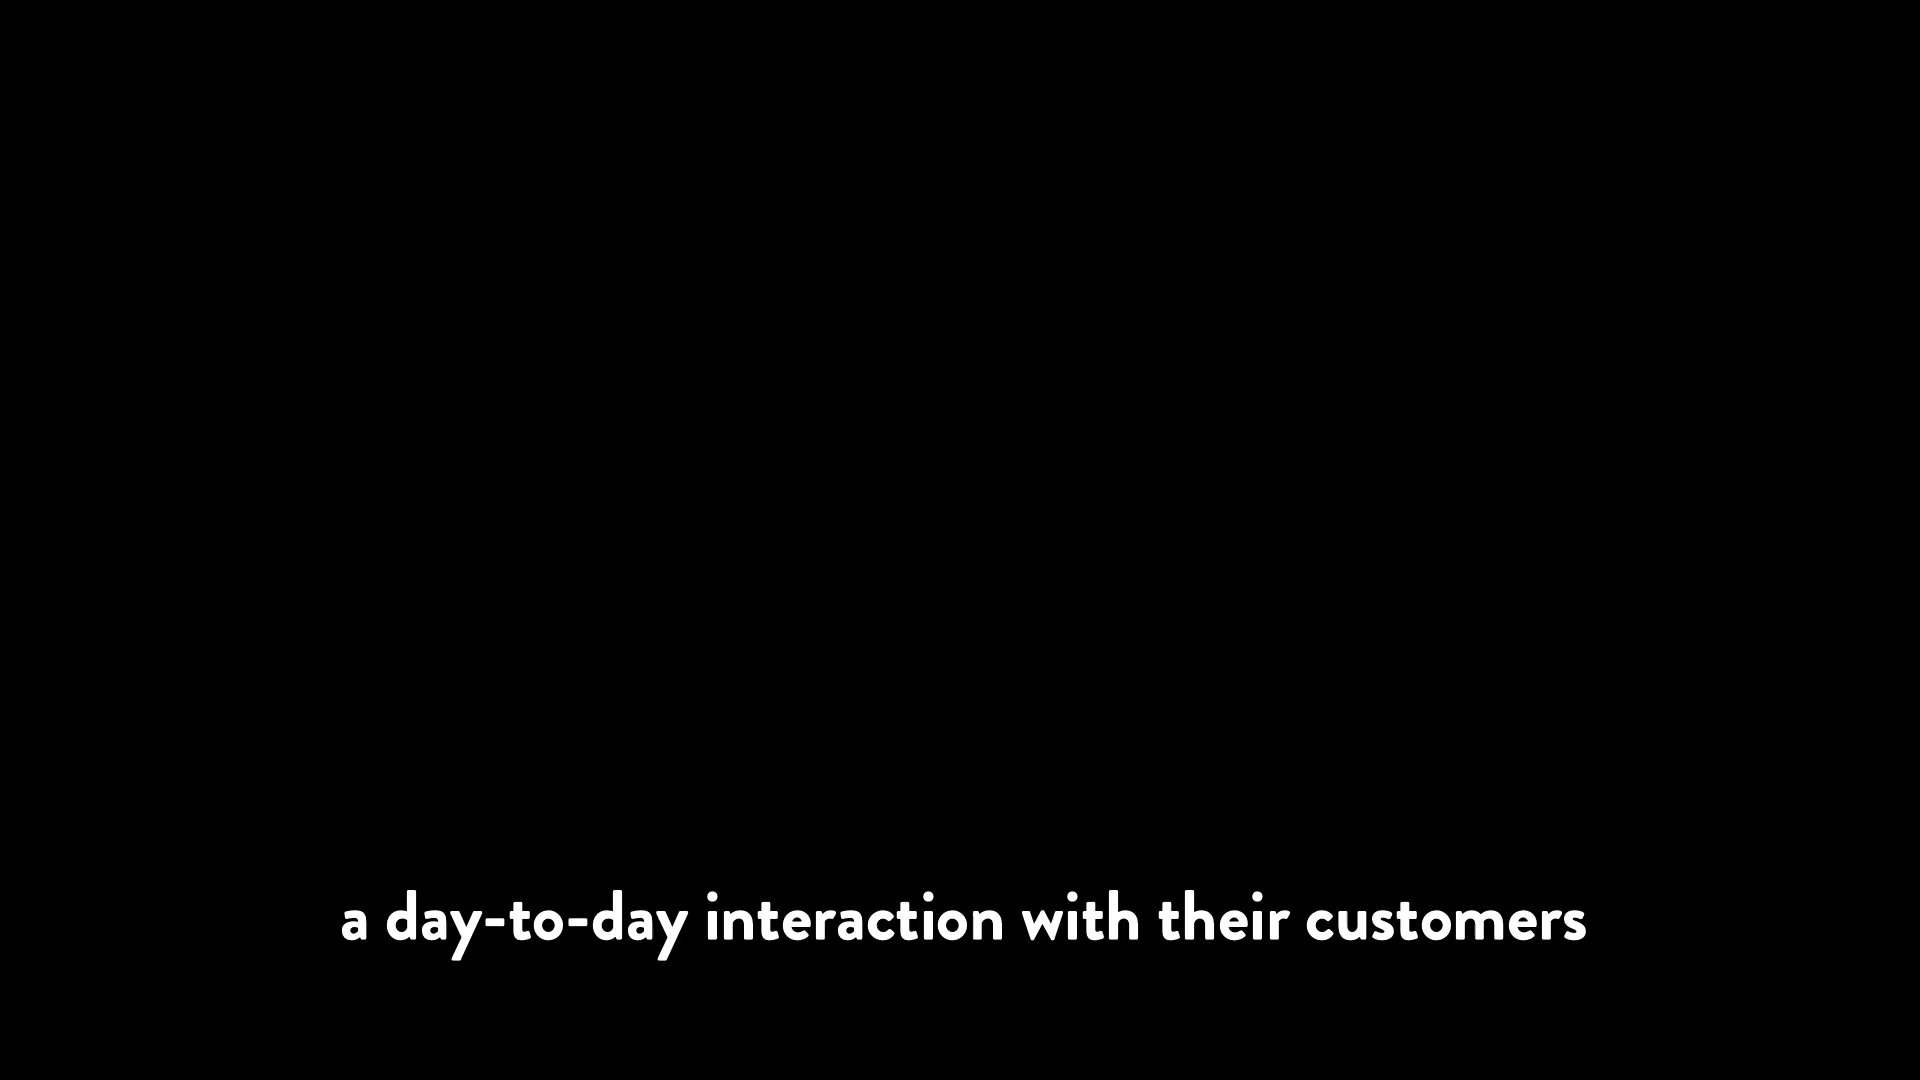 a day-to-day interaction with their customers